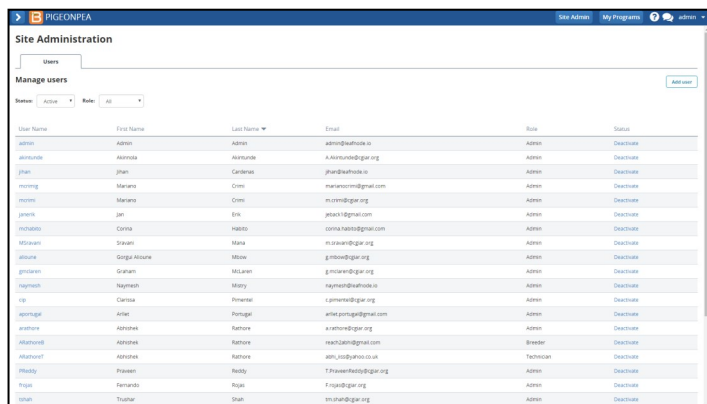 PIGEONPEA Site Admin My Programs ? admin
Site Administration
Users
Manage users Add user
Status: Active Role: All
User Name First Name Last Name Email Role Status
admin Admin Admin admin@leafnode.io Admin Deactivate
akintunde Akinnola Akintunde A.Akintunde@cgiar.org Admin Deactivate
jihan Jihan Cardenas jihan@leafnode.io Admin Deactivate
mcrimig Mariano Crimi marianocrimi@gmail.com Admin Deactivate
mcrimi Mariano Crimi m.crimi@cgiar.org Admin Deactivate
janerik Jan Erik jetsack1@gmail.com Admin Deactivate
mchabito Corina Habito corina.habito@gmail.com Admin Deactivate
MSravani Sravani Mana m.sravani@cgiar.org Admin Deactivate
alioune Gorgui Alioune Mbow g.mbow@cgiar.org Admin Deactivate
gmclaren Graham McLaren g.mclaren@cgiar.org Admin Deactivate
naymesh Naymesh Mistry naymesh@leafnode.io Admin Deactivate
cip Clarissa Pimentel c.pimentel@cgiar.org Admin Deactivate
aportugal Arllet Portugal arllet.portugal@gmail.com Admin Deactivate
arathore Abhishek Rathore a.rathore@cgiar.org Admin Deactivate
ARathoreB Abhishek Rathore reach2abhi@gmail.com Breeder Deactivate
ARathoreT Abhishek Rathore abhi_iiss@yahoo.co.uk Technician Deactivate
PReddy Praveen Reddy T.PraveenReddy@cgiar.org Admin Deactivate
frojas Fernando Rojas F.rojas@cgiar.org Admin Deactivate
tshah Trushar Shah tm.shah@cgiar.org Admin Deactivate